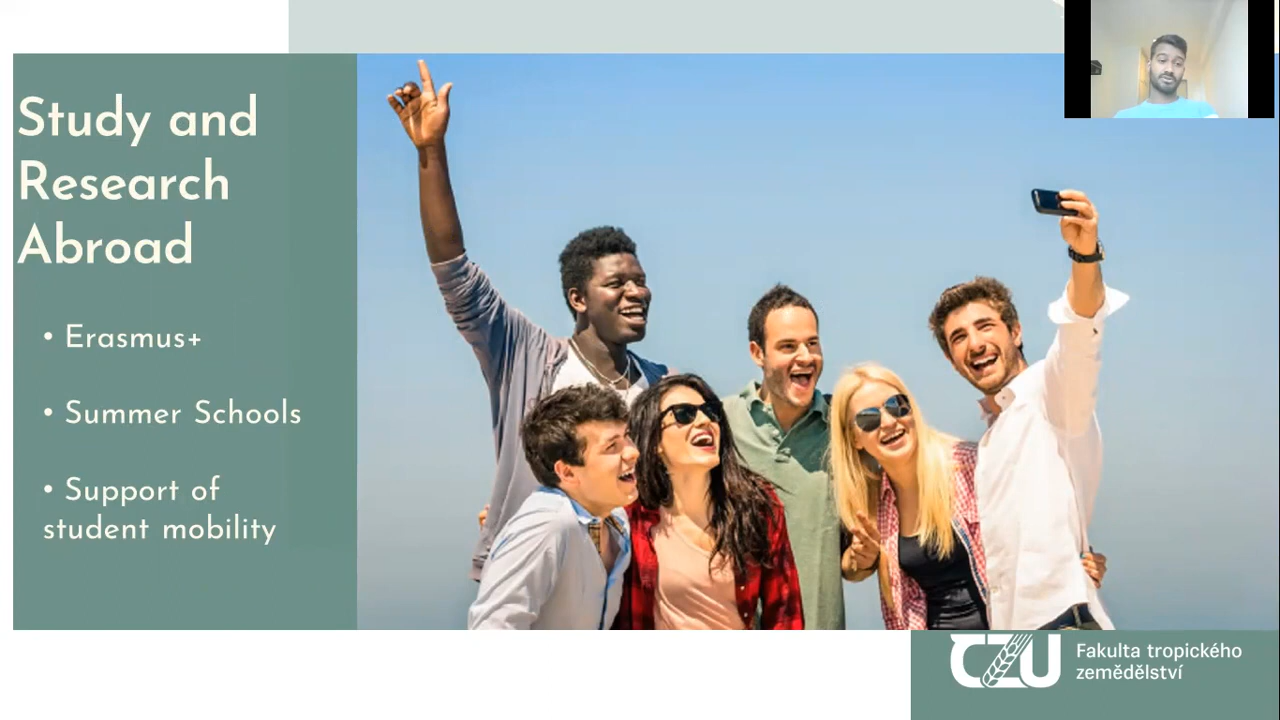 Study and
Research
Abroad
• Erasmus+
• Summer Schools
• Support of
student mobility
CZU
Fakulta tropického
zemědělství